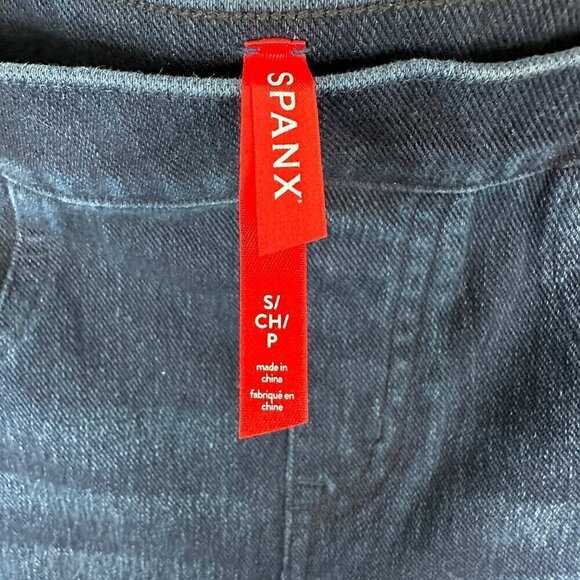 SPANX®
S/
CH/
P
made in
china
fabriqué en
chine